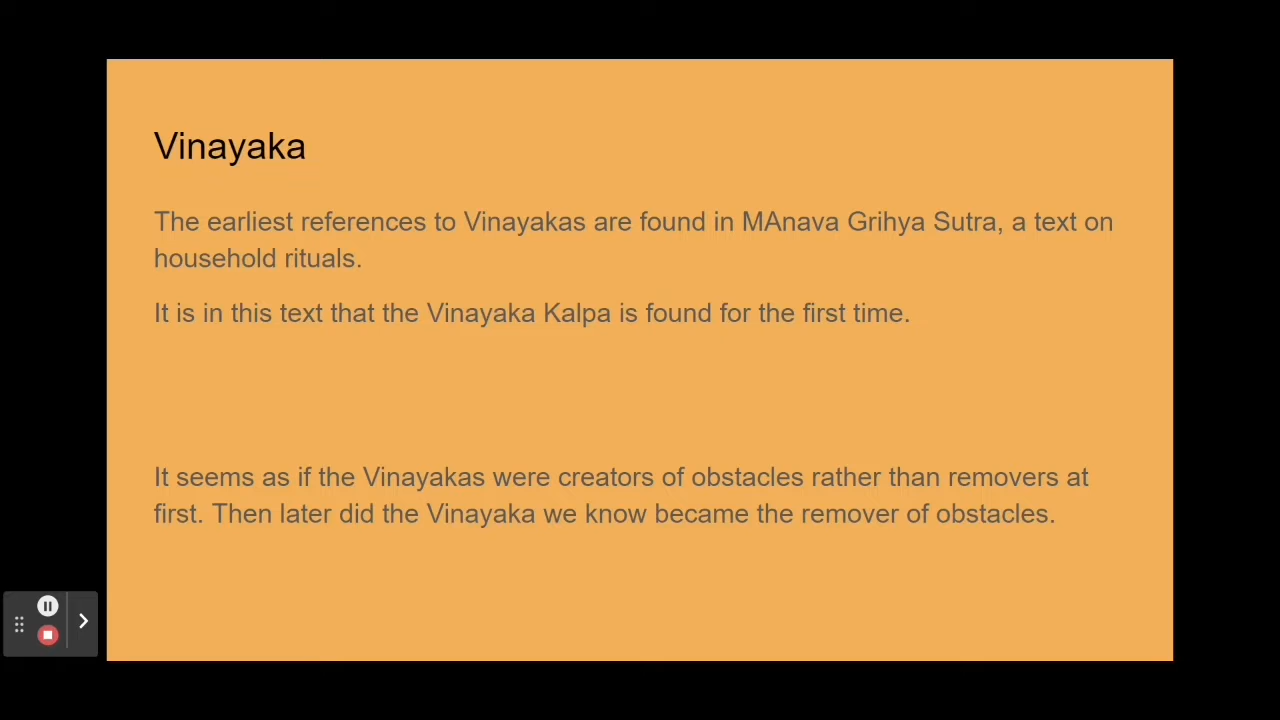 Vinayaka
The earliest references to Vinayakas are found in MAnava Grihya Sutra, a text on
household rituals.
It is in this text that the Vinayaka Kalpa is found for the first time.
It seems as if the Vinayakas were creators of obstacles rather than removers at
first. Then later did the Vinayaka we know became the remover of obstacles.